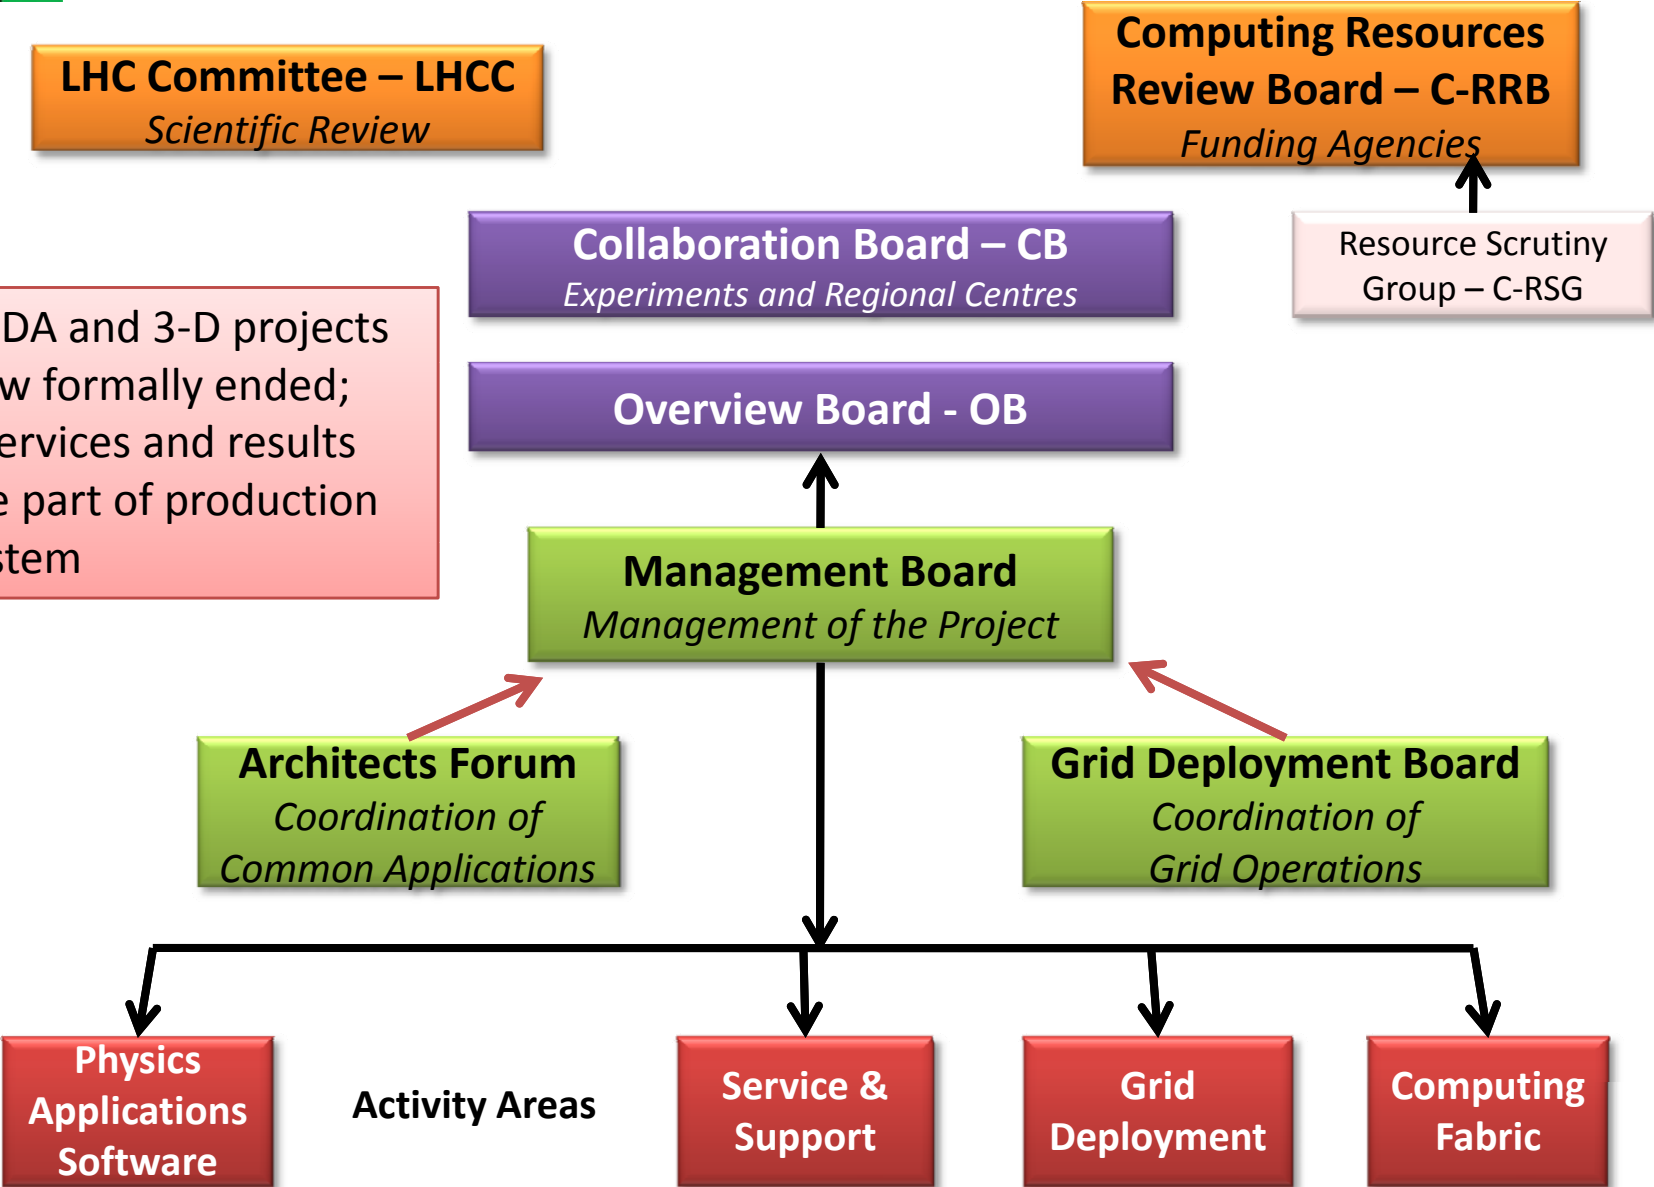 LHC Committee – LHCC
Scientific Review
Computing Resources
Review Board – C-RRB
Funding Agencies
Collaboration Board – CB
Experiments and Regional Centres
Resource Scrutiny
Group – C-RSG
DA and 3-D projects
formally ended;
and results
part of production
Overview Board - OB
Management Board
Management of the Project
Architects Forum
Coordination of
Common Applications
Grid Deployment Board
Coordination of
Grid Operations
Physics
Applications
Software
Activity Areas
Service &
Support
Grid
Deployment
Computing
Fabric